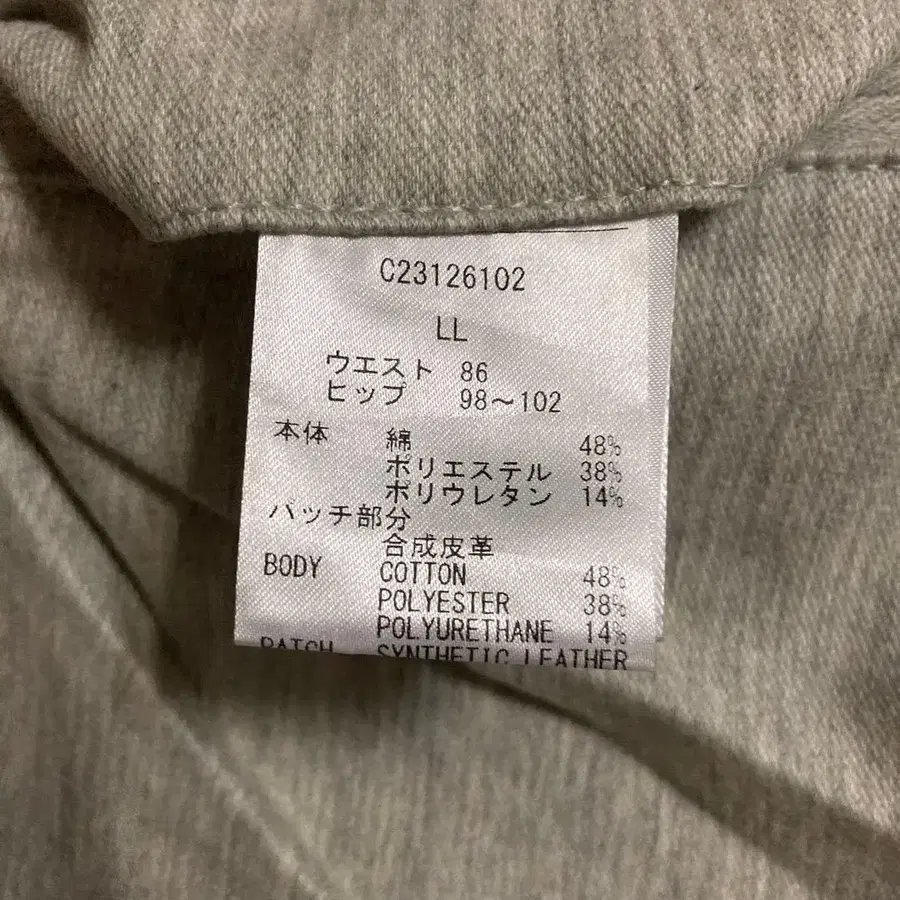 C23126102
LL
ウエスト 86
ヒップ 98～102
本体 綿 48%
ポリエステル 38%
ポリウレタン 14%
パッチ部分
合成皮革
BODY COTTON 48%
POLYESTER 38%
POLYURETHANE 14%
PATCH SYNTHETIC LEATHER